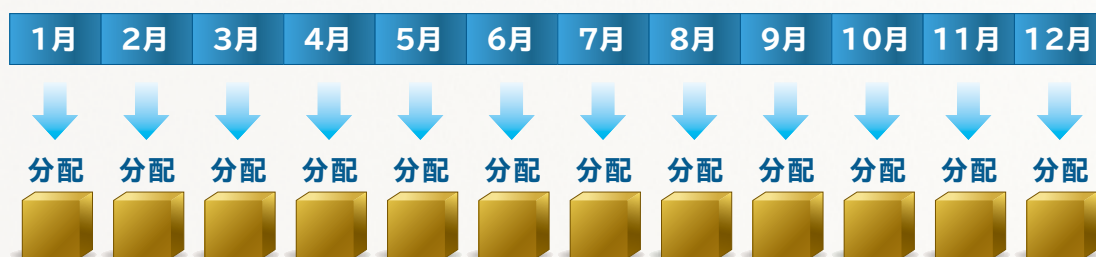 1月 2月 3月 4月 5月 6月 7月 8月 9月 10月 11月 12月
分配 分配 分配 分配 分配 分配 分配 分配 分配 分配 分配 分配